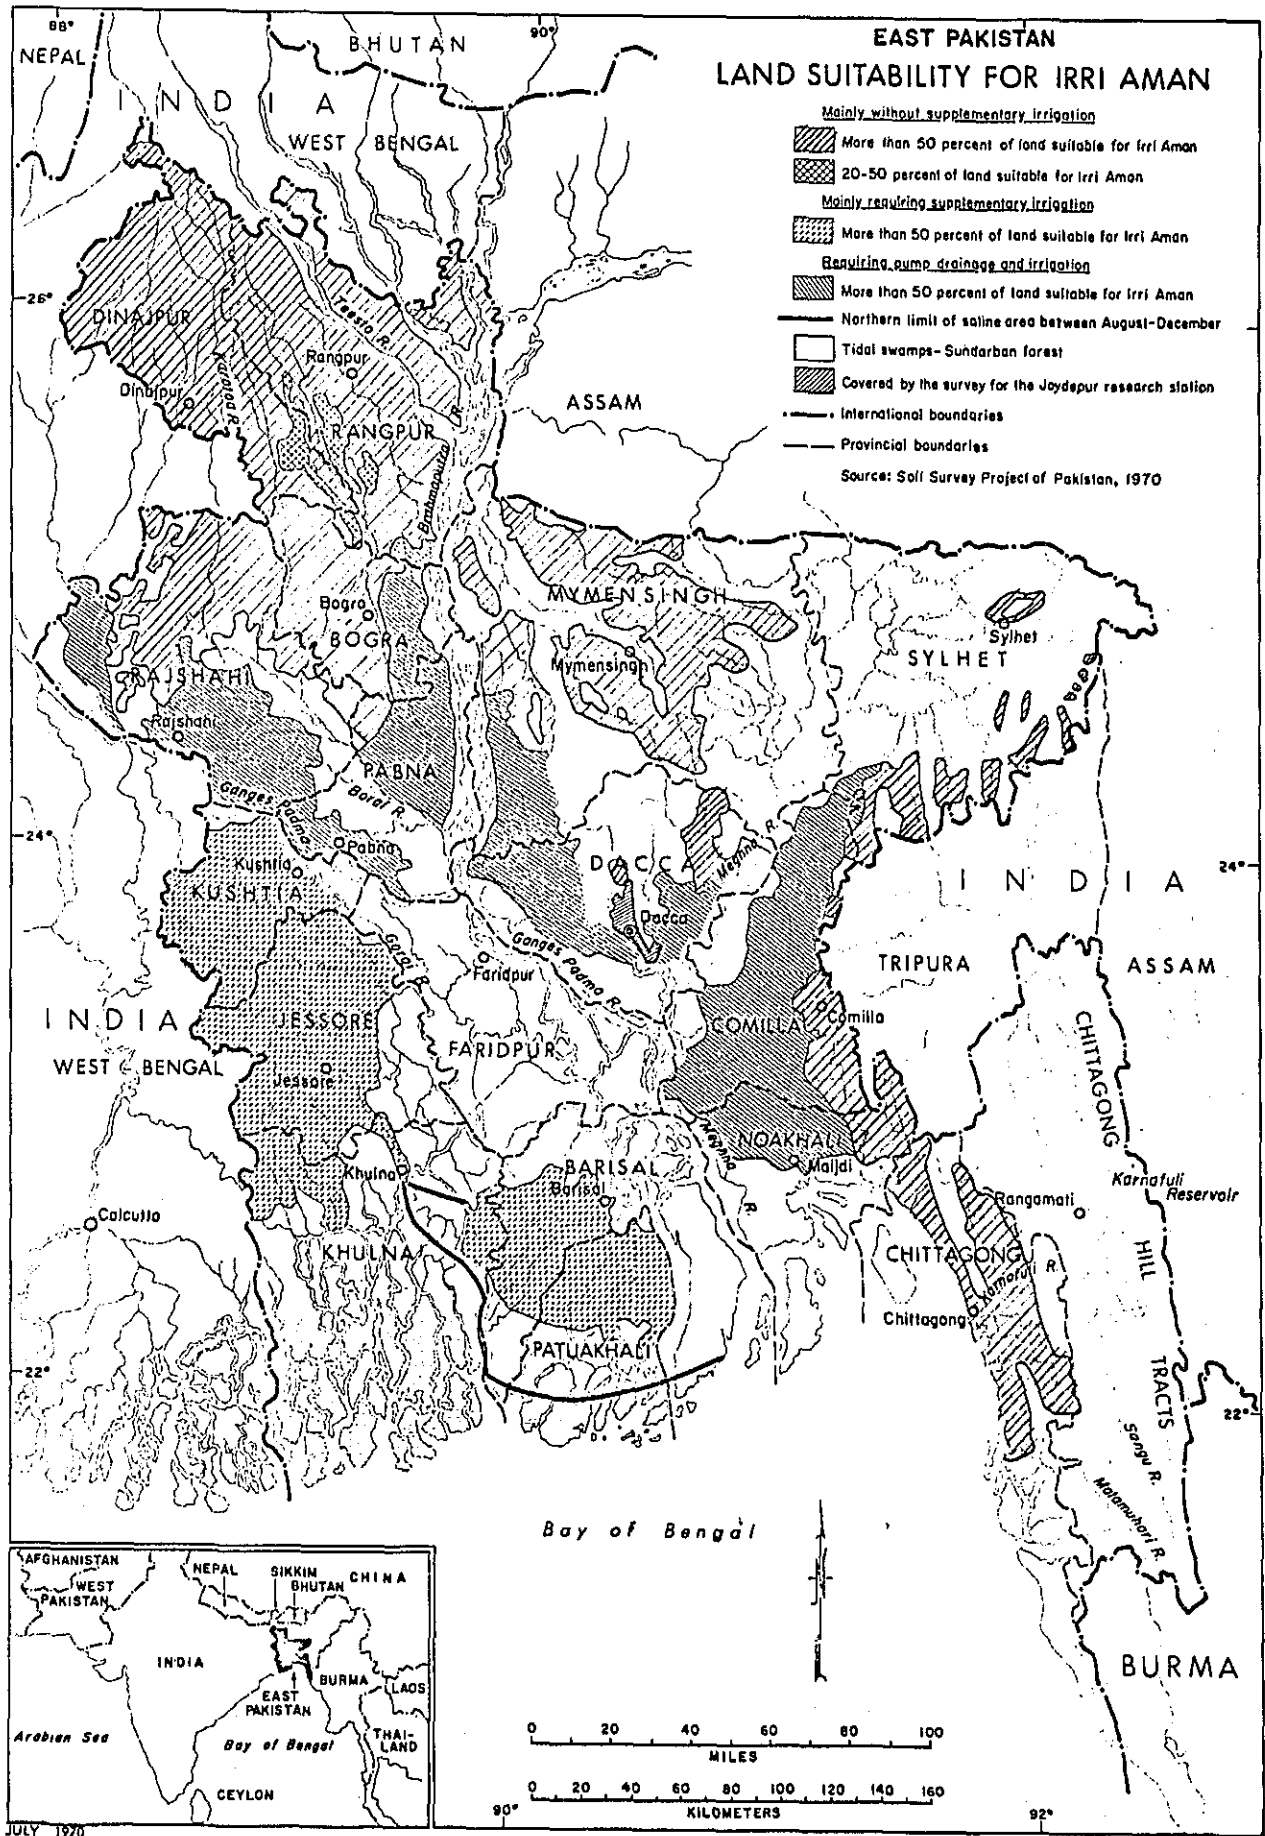 EAST PAKISTAN
LAND SUITABILITY FOR IRRI AMAN
Mainly without supplementary irrigation
More than 50 percent of land suitable for Irri Aman
20-50 percent of land suitable for Irri Aman
Mainly requiring supplementary irrigation
More than 50 percent of land suitable for Irri Aman
Requiring pump drainage and irrigation
More than 50 percent of land suitable for Irri Aman
Northern limit of saline area between August-December
Tidal swamps-Sundarban forest
Covered by the survey for the Joydepur research station
International boundaries
Provincial boundaries
Source: Soil Survey Project of Pakistan, 1970
88°
90°
NEPAL
BHUTAN
INDIA
WEST BENGAL
26°
DINAJPUR
Teesta R.
Rangpur
Karatoa R.
Dinajpur
ASSAM
RANGPUR
Brahmaputra R.
MYMENSINGH
Bogra
BOGRA
Sylhet
SYLHET
Mymensingh
RAJSHAHI
Rajshahi
PABNA
Ganges Padma
Boral R.
24°
Pabna
DACCA
Meghna R.
24°
Kushtia
KUSHTIA
INDIA
Dacca
Gorai R.
Ganges Padma R.
Faridpur
TRIPURA
ASSAM
INDIA
JESSORE
COMILLA
Comilla
CHITTAGONG
WEST BENGAL
FARIDPUR
Jessore
NOAKHALI
Meghna R.
Maijdi
Khulna
BARISAL
Barisal
Karnafuli
Reservoir
Rangamati
Calcutta
KHULNA
CHITTAGONG
HILL
Karnafuli R.
Chittagong
PATUAKHALI
22°
TRACTS
22°
Sangu R.
Matamuhari R.
Bay of Bengal
BURMA
AFGHANISTAN
WEST
PAKISTAN
NEPAL
SIKKIM
BHUTAN
CHINA
INDIA
BURMA
LAOS
EAST
PAKISTAN
Arabian Sea
Bay of Bengal
THAI-
LAND
CEYLON
0 20 40 60 80 100
MILES
0 20 40 60 80 100 120 140 160
KILOMETERS
90°
92°
JULY 1970